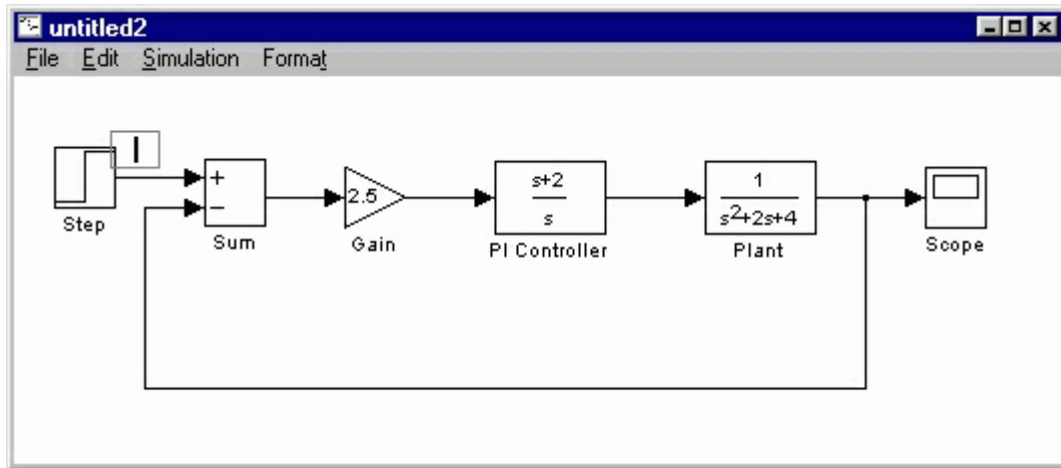 untitled2
File Edit Simulation Format
+
−
2.5
s+2
s
1
s2+2s+4
Step
Sum
Gain
PI Controller
Plant
Scope